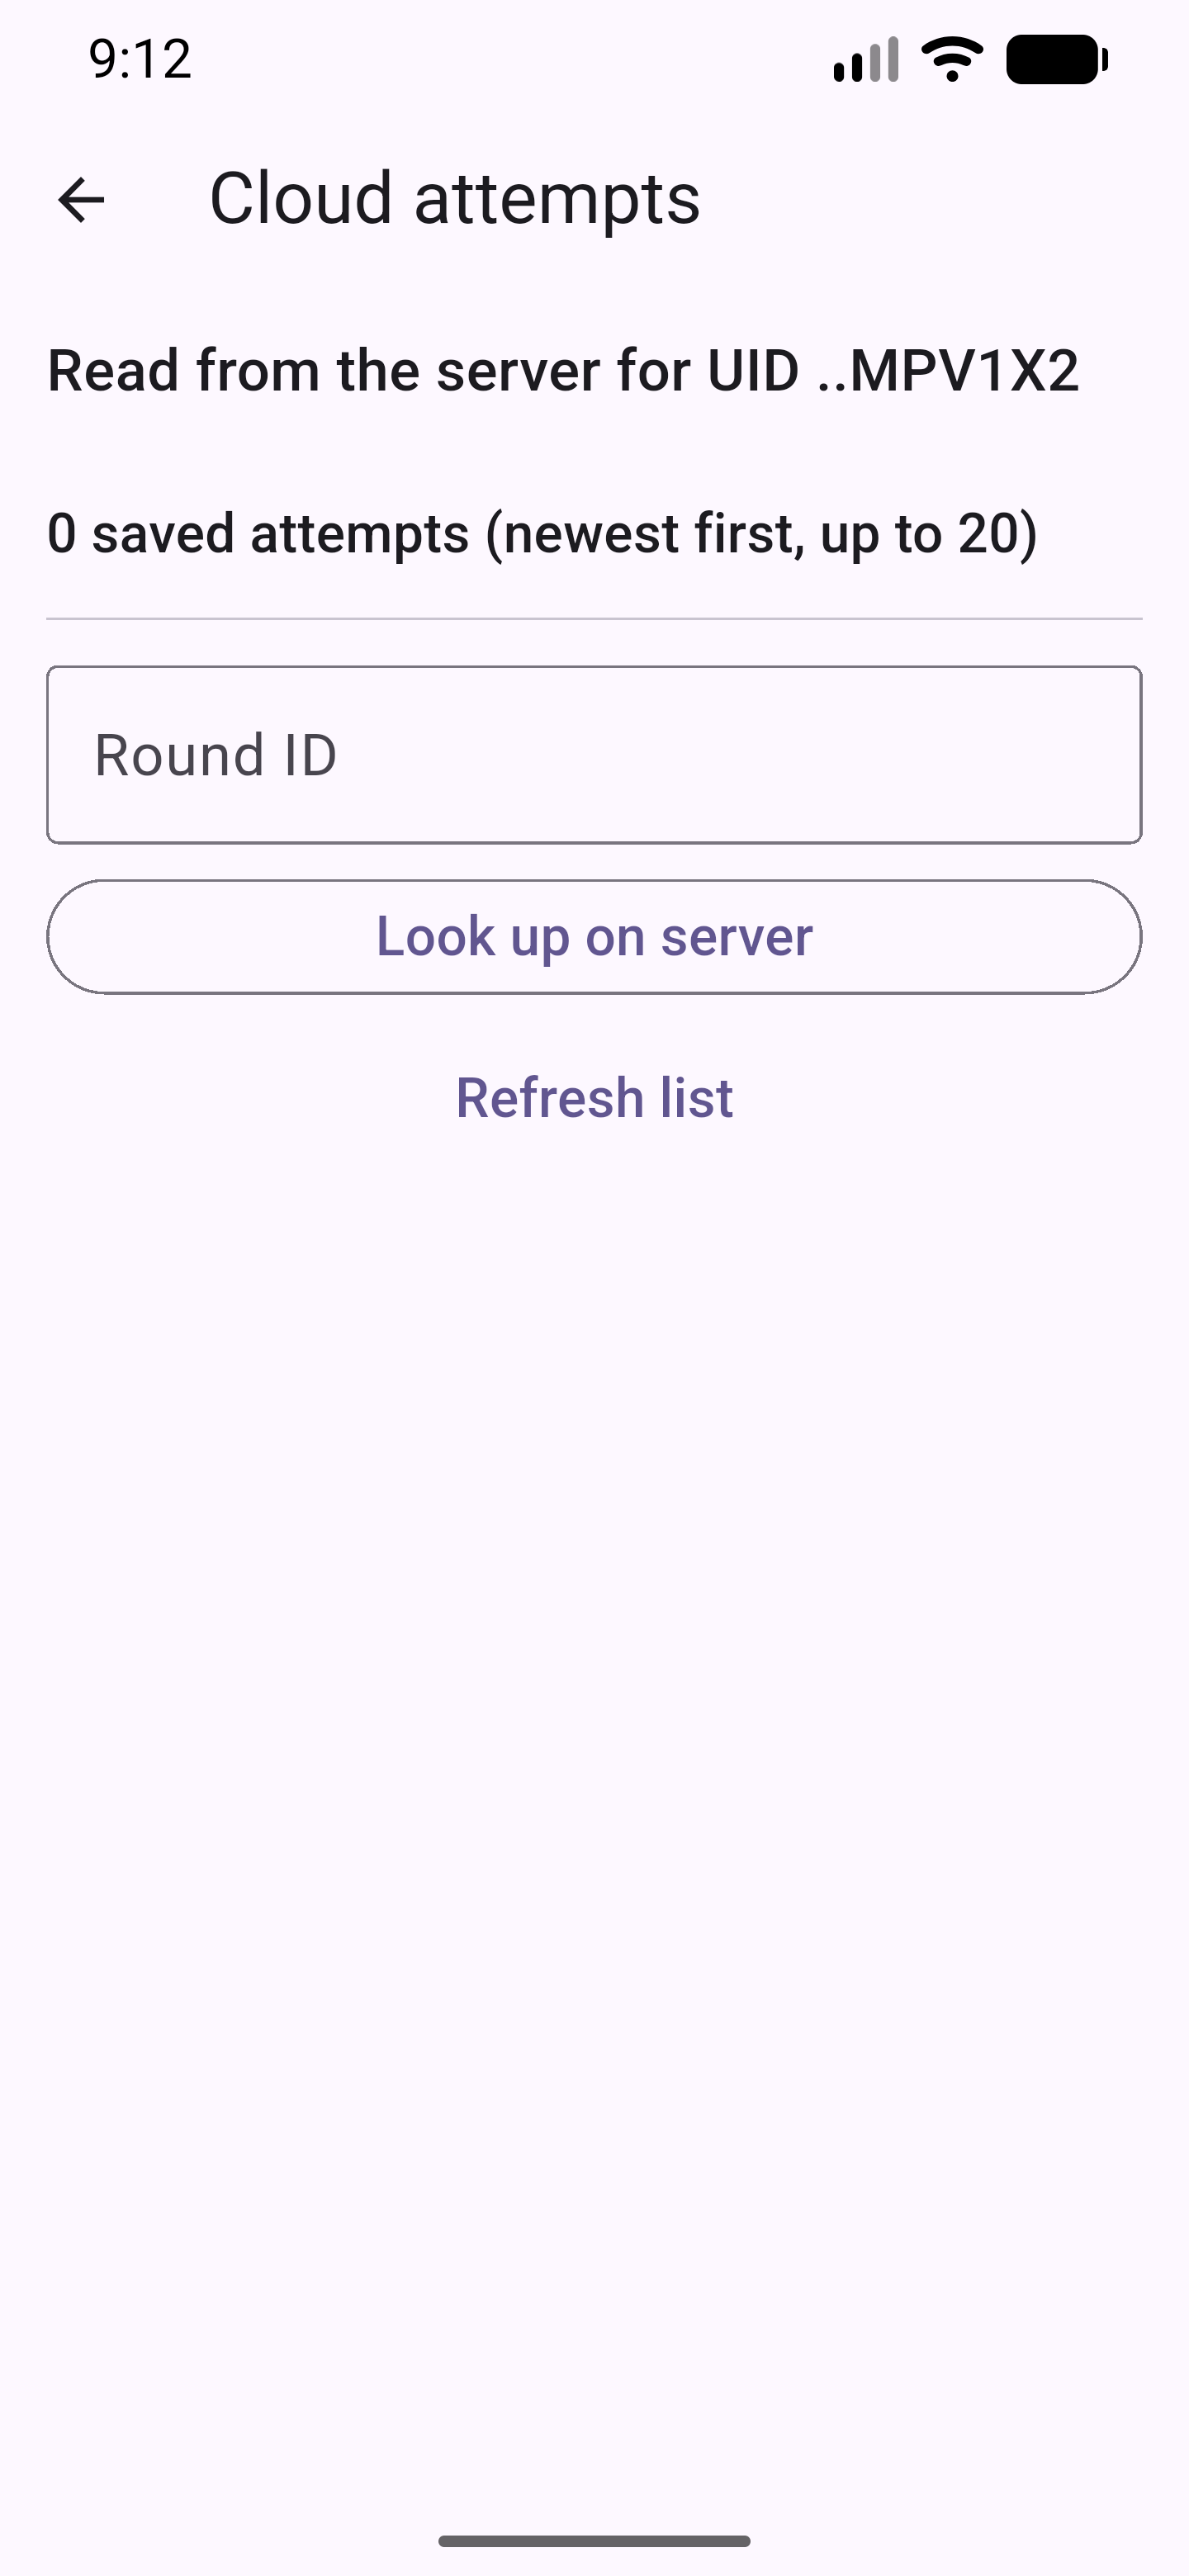 9:12
Cloud attempts
Read from the server for UID ..MPV1X2
0 saved attempts (newest first, up to 20)
Round ID
Look up on server
Refresh list